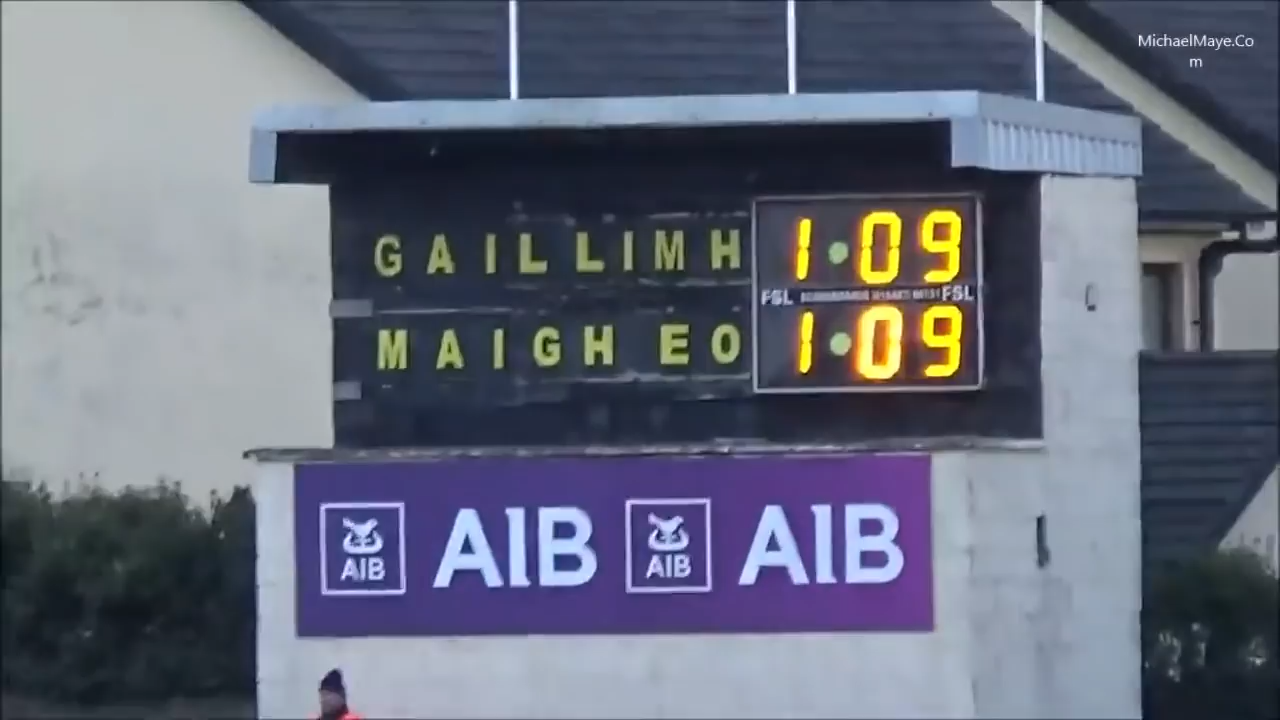 MichaelMaye.Co
m
GAILLIMH 1•09
FSL FSL
MAIGH EO 1•09
AIB AIB AIB AIB